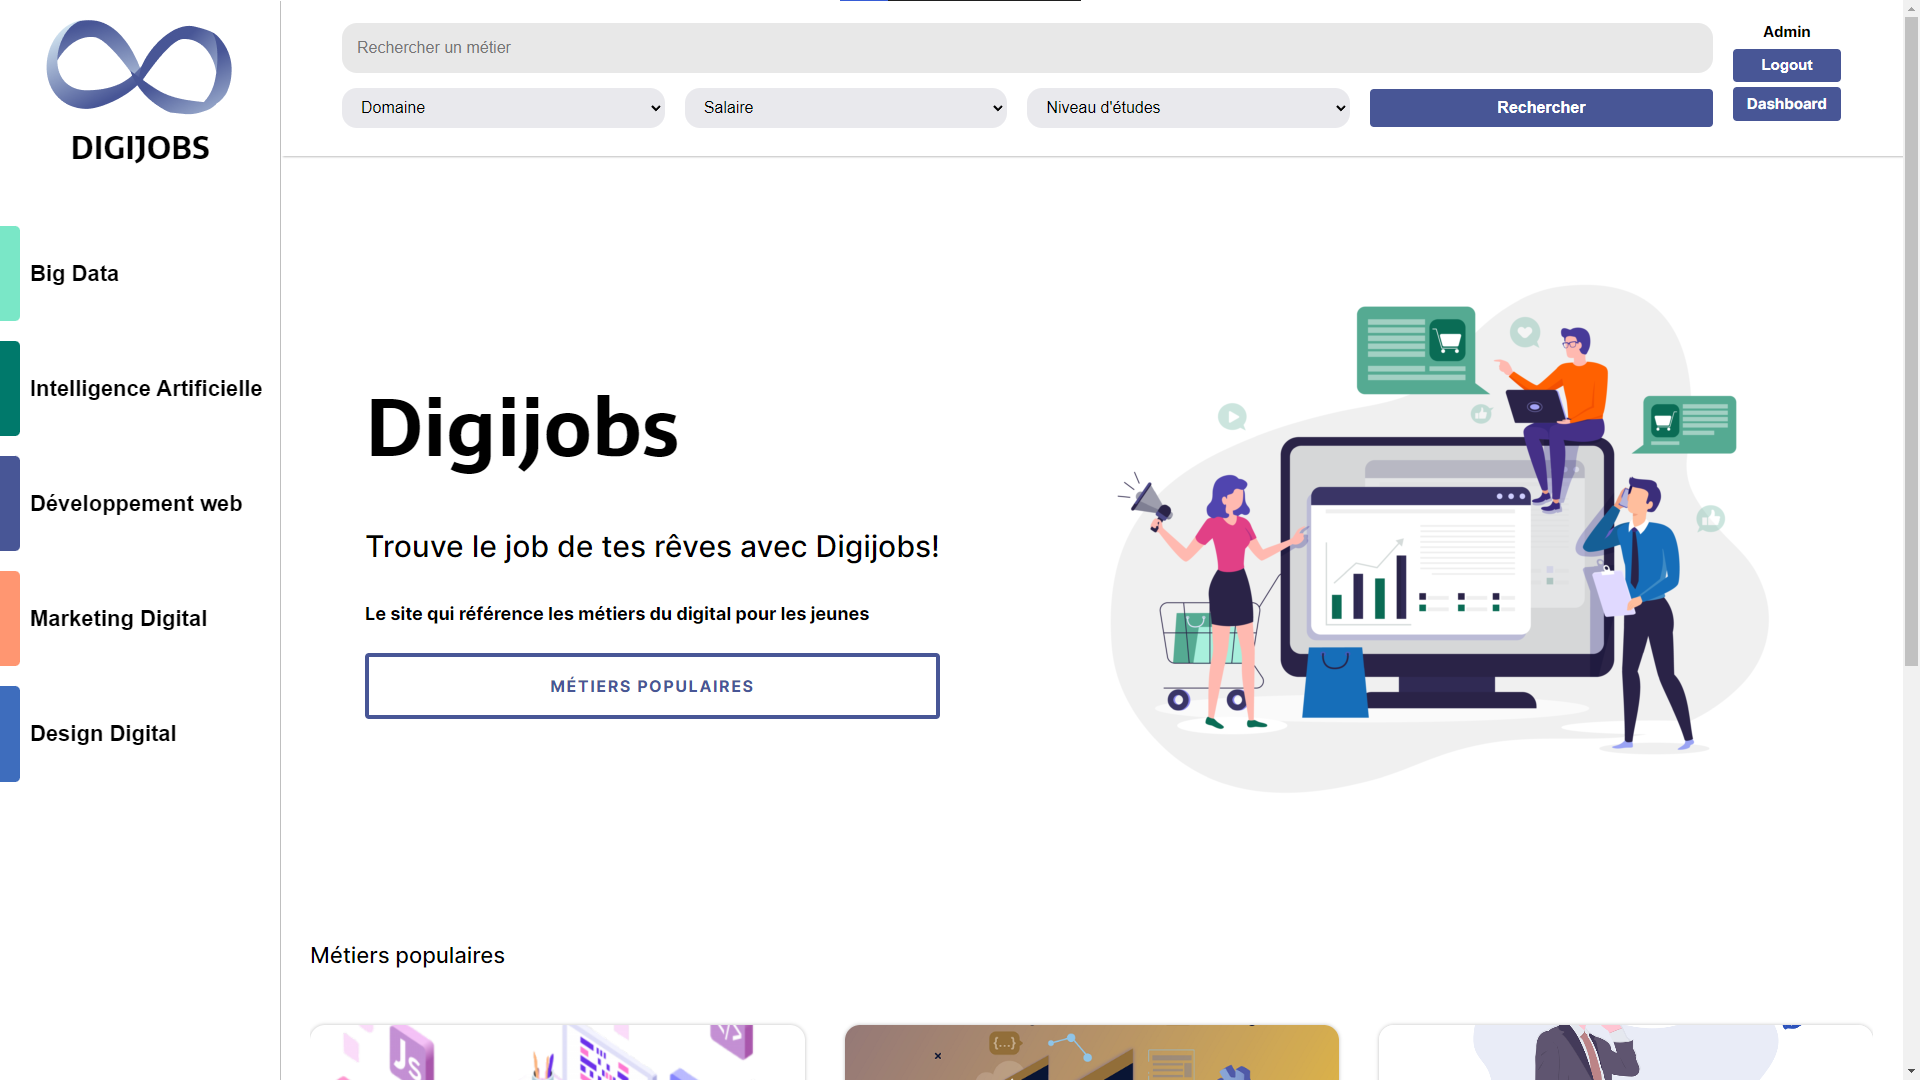 DIGIJOBS
Big Data
Intelligence Artificielle
Développement web
Marketing Digital
Design Digital
Rechercher un métier
Domaine
Salaire
Niveau d'études
Rechercher
Admin
Logout
Dashboard
Digijobs
Trouve le job de tes rêves avec Digijobs!
Le site qui référence les métiers du digital pour les jeunes
MÉTIERS POPULAIRES
Métiers populaires
JS
</>
{...}